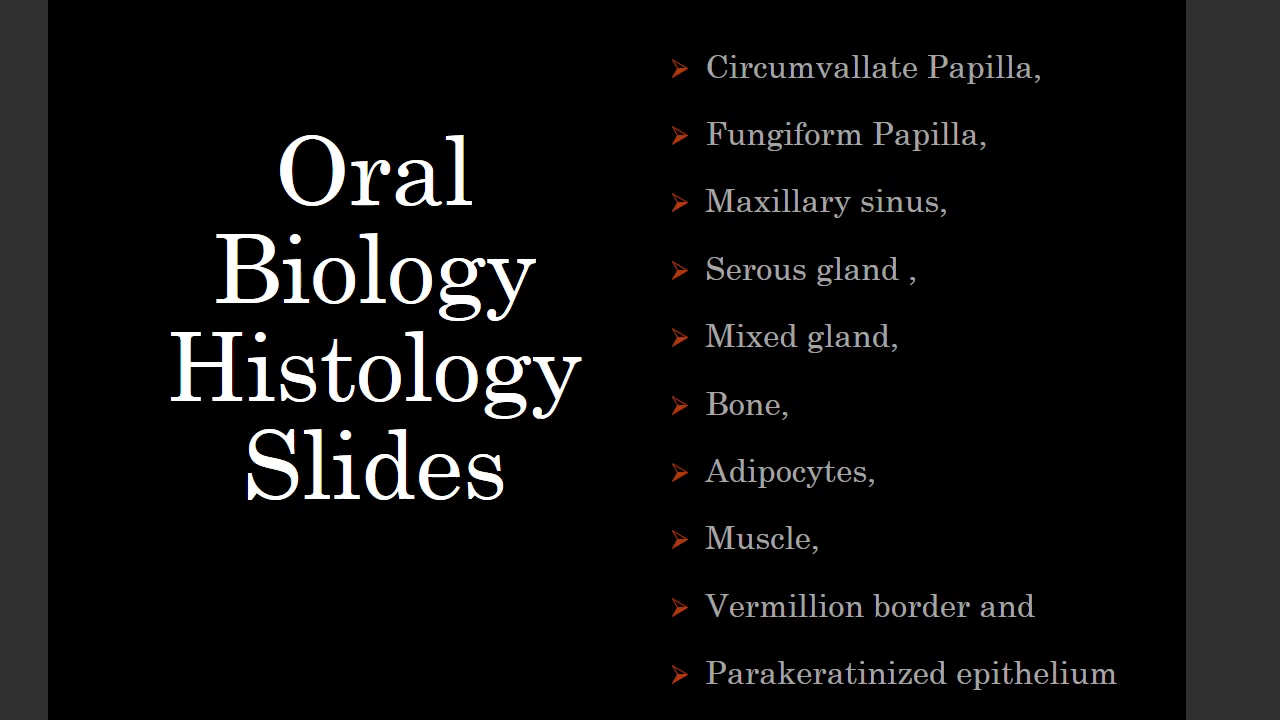 Oral
Biology
Histology
Slides
Circumvallate Papilla,
Fungiform Papilla,
Maxillary sinus,
Serous gland ,
Mixed gland,
Bone,
Adipocytes,
Muscle,
Vermillion border and
Parakeratinized epithelium